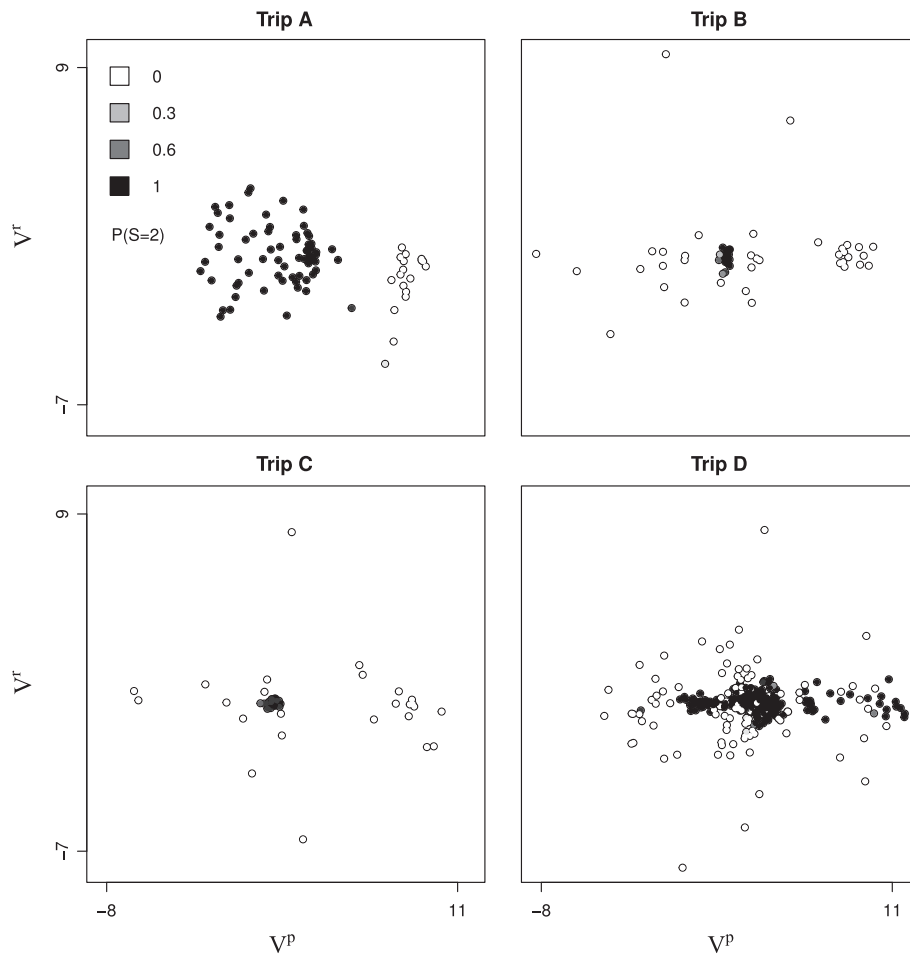 Trip A
Trip B
9
0
0.3
0.6
1
P(S=2)
V^r
-7
Trip C
Trip D
9
V^r
-7
-8
11
-8
11
V^p
V^p